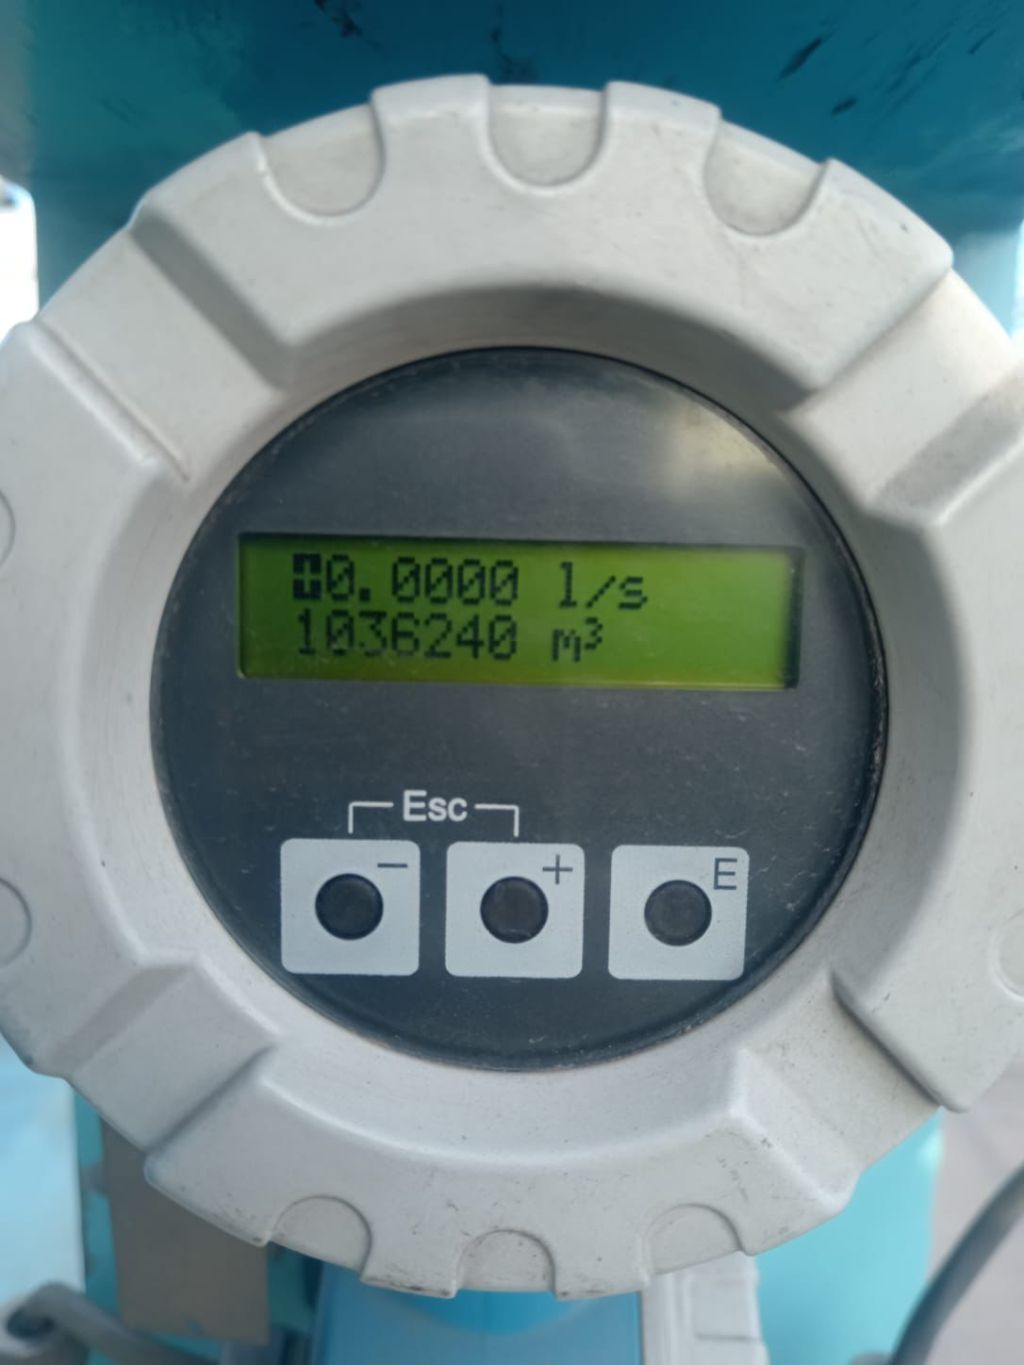 +0.0000 l/s
1036240 m³
Esc
- + E